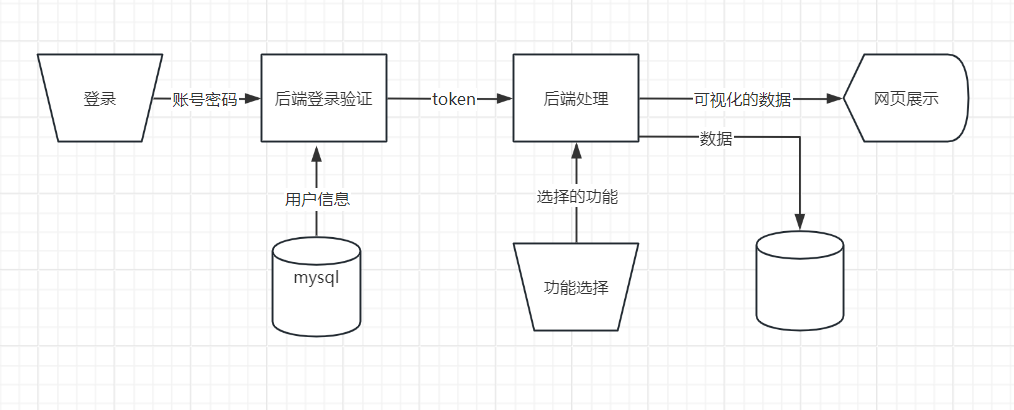 登录
账号密码
后端登录验证
token
后端处理
可视化的数据
网页展示
数据
用户信息
选择的功能
mysql
功能选择